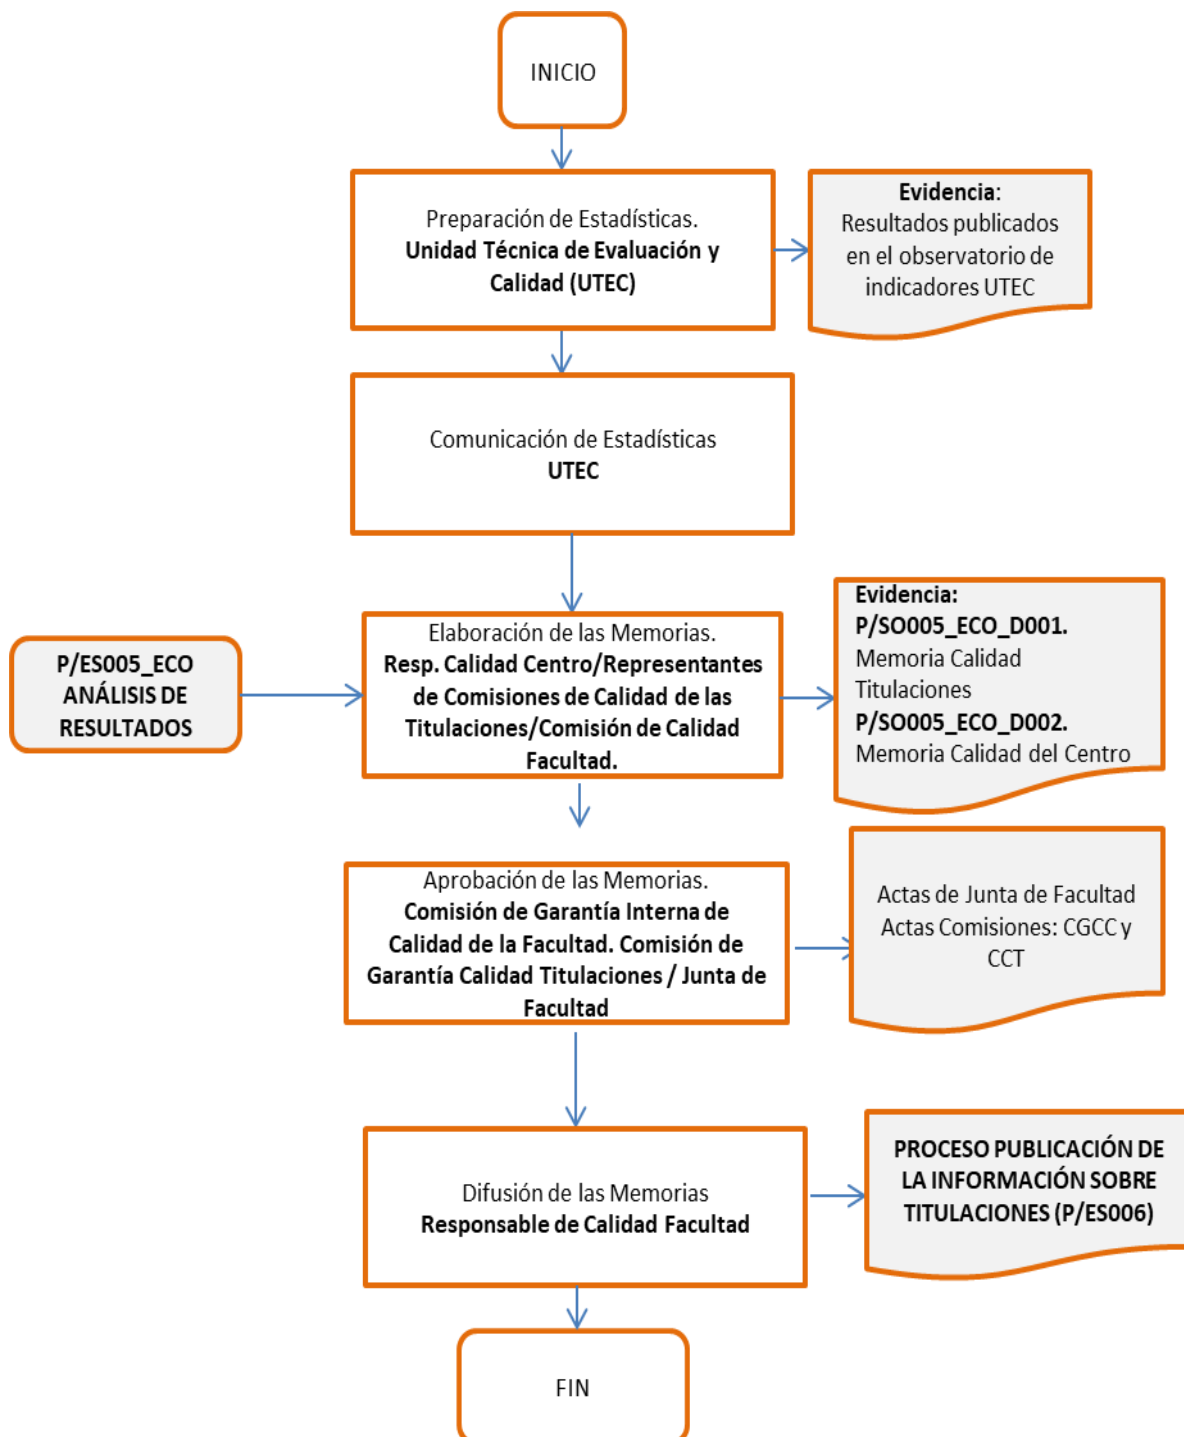 INICIO
Preparación de Estadísticas.
Unidad Técnica de Evaluación y
Calidad (UTEC)
Evidencia:
Resultados publicados
en el observatorio de
indicadores UTEC
Comunicación de Estadísticas
UTEC
P/ES005_ECO
ANÁLISIS DE
RESULTADOS
Elaboración de las Memorias.
Resp. Calidad Centro/Representantes
de Comisiones de Calidad de las
Titulaciones/Comisión de Calidad
Facultad.
Evidencia:
P/SO005_ECO_D001.
Memoria Calidad
Titulaciones
P/SO005_ECO_D002.
Memoria Calidad del Centro
Aprobación de las Memorias.
Comisión de Garantía Interna de
Calidad de la Facultad. Comisión de
Garantía Calidad Titulaciones / Junta de
Facultad
Actas de Junta de Facultad
Actas Comisiones: CGCC y
CCT
Difusión de las Memorias
Responsable de Calidad Facultad
PROCESO PUBLICACIÓN DE
LA INFORMACIÓN SOBRE
TITULACIONES (P/ES006)
FIN